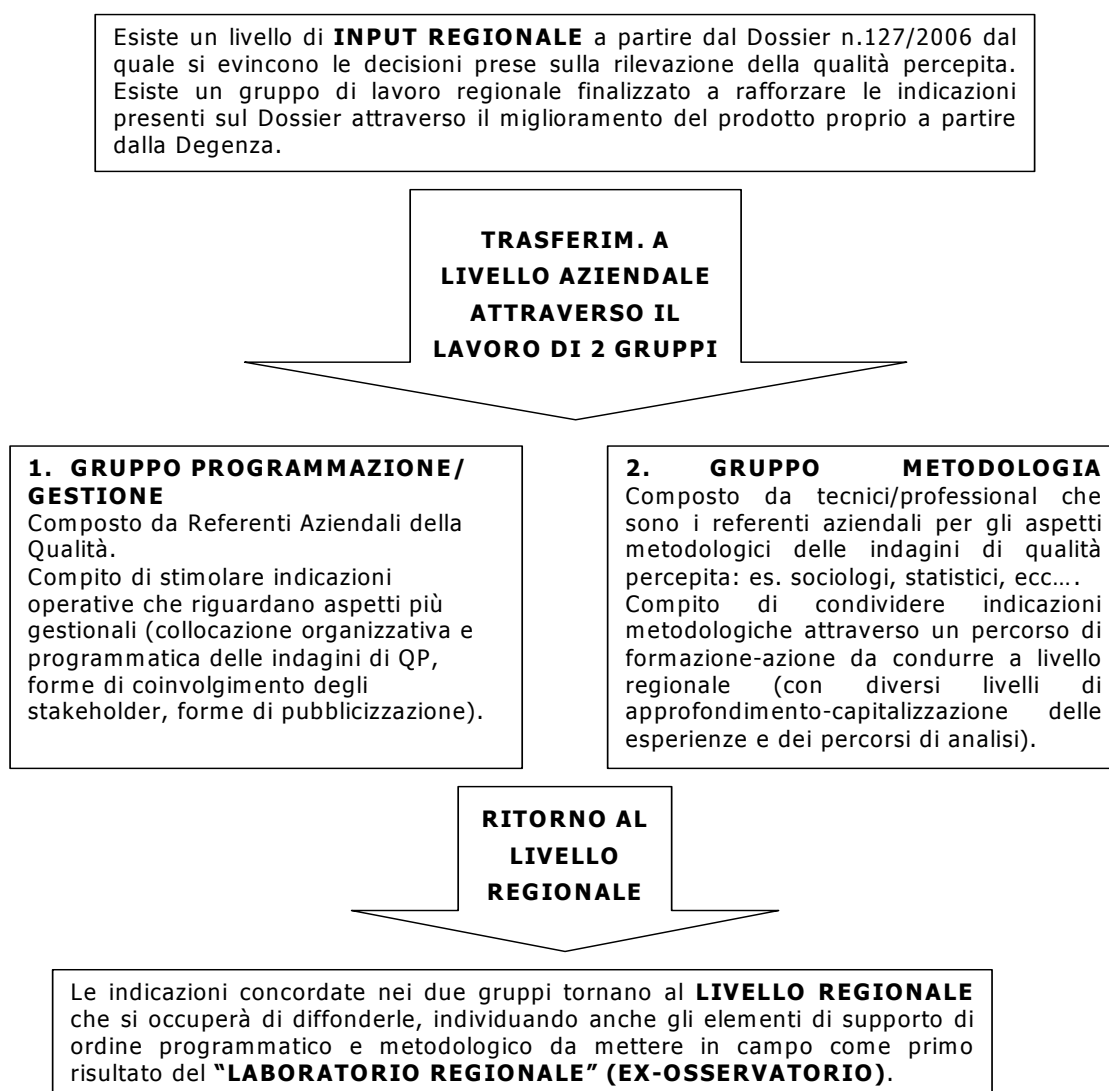 Esiste un livello di INPUT REGIONALE a partire dal Dossier n.127/2006 dal
quale si evincono le decisioni prese sulla rilevazione della qualità percepita.
Esiste un gruppo di lavoro regionale finalizzato a rafforzare le indicazioni
presenti sul Dossier attraverso il miglioramento del prodotto proprio a partire
dalla Degenza.
TRASFERIM. A
LIVELLO AZIENDALE
ATTRAVERSO IL
LAVORO DI 2 GRUPPI
1. GRUPPO PROGRAMMAZIONE/
GESTIONE
Composto da Referenti Aziendali della
Qualità.
Compito di stimolare indicazioni
operative che riguardano aspetti più
gestionali (collocazione organizzativa e
programmatica delle indagini di QP,
forme di coinvolgimento degli
stakeholder, forme di pubblicizzazione).
2. GRUPPO METODOLOGIA
Composto da tecnici/professional che
sono i referenti aziendali per gli aspetti
metodologici delle indagini di qualità
percepita: es. sociologi, statistici, ecc….
Compito di condividere indicazioni
metodologiche attraverso un percorso di
formazione-azione da condurre a livello
regionale (con diversi livelli di
approfondimento-capitalizzazione delle
esperienze e dei percorsi di analisi).
RITORNO AL
LIVELLO
REGIONALE
Le indicazioni concordate nei due gruppi tornano al LIVELLO REGIONALE
che si occuperà di diffonderle, individuando anche gli elementi di supporto di
ordine programmatico e metodologico da mettere in campo come primo
risultato del "LABORATORIO REGIONALE" (EX-OSSERVATORIO).